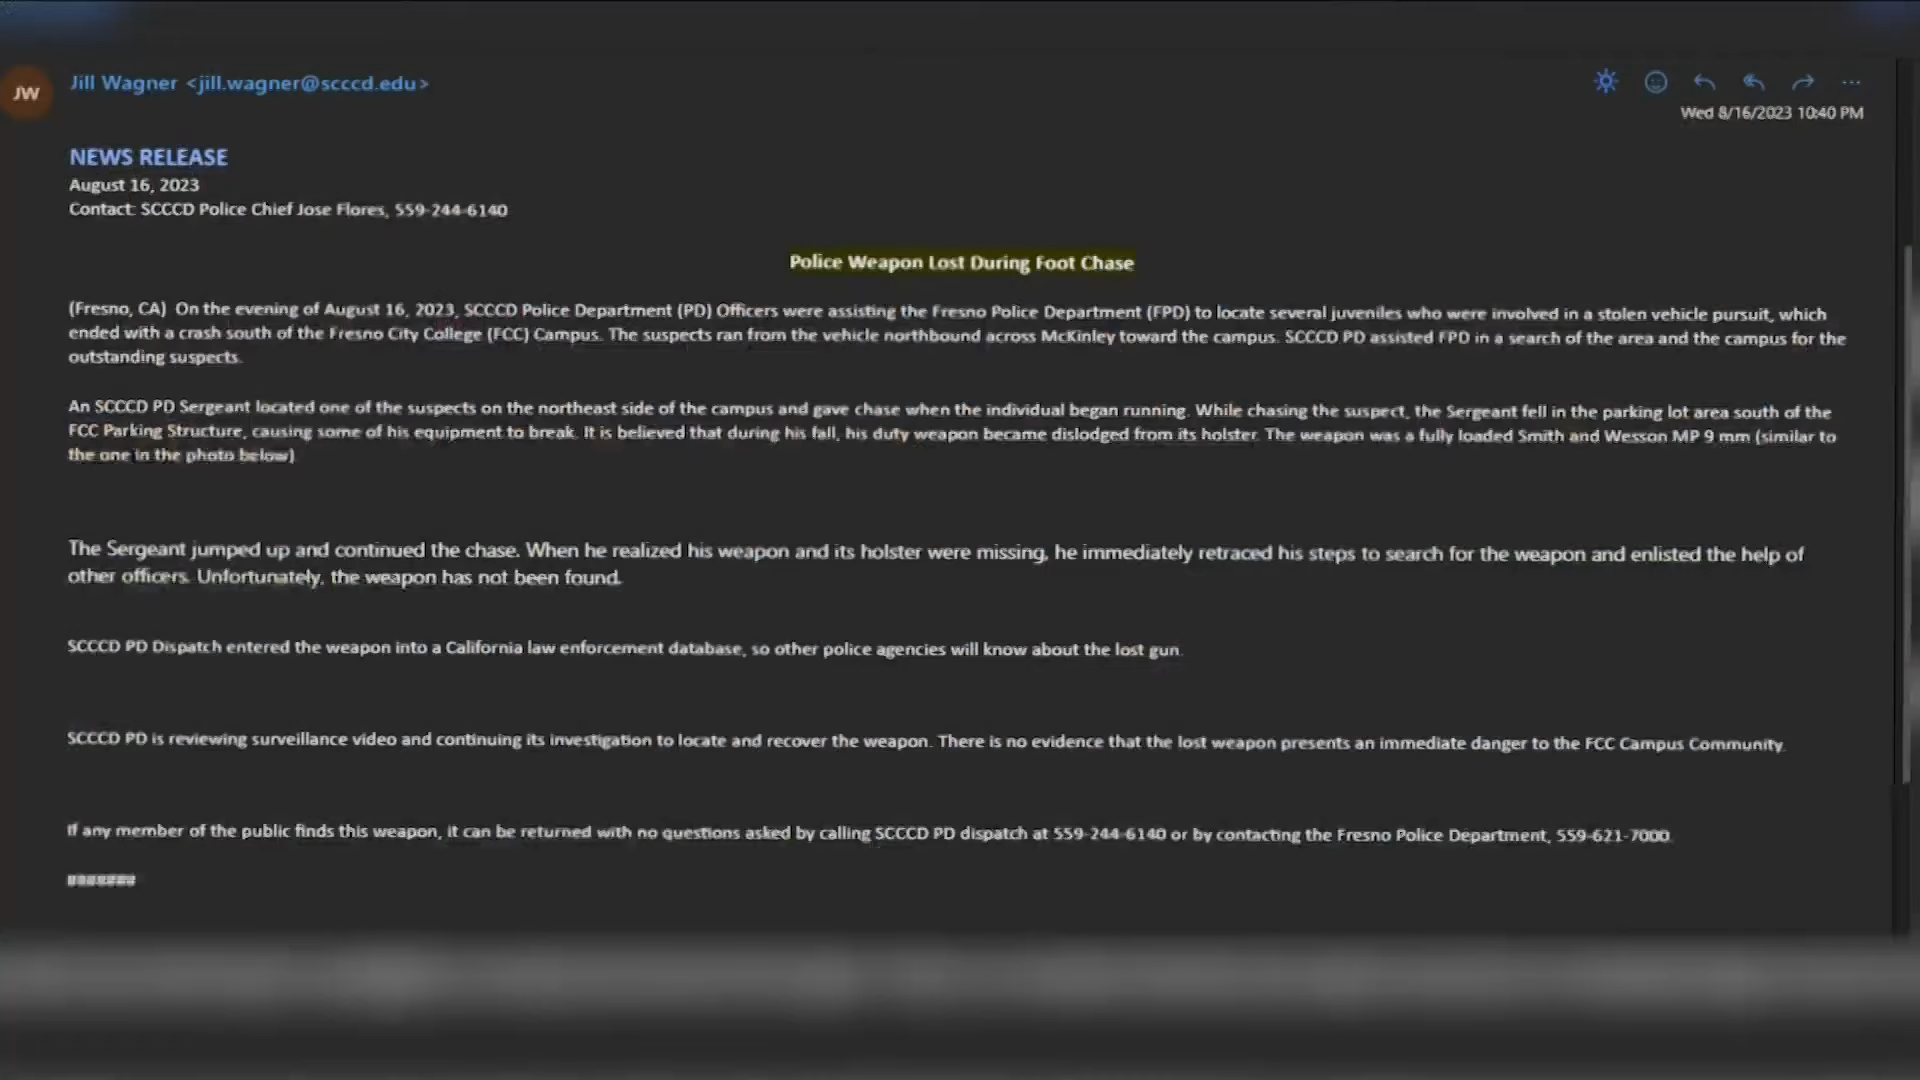 JW
Jill Wagner <jill.wagner@scccd.edu>
Wed 8/16/2023 10:40 PM
NEWS RELEASE
August 16, 2023
Contact: SCCCD Police Chief Jose Flores, 559-244-6140
Police Weapon Lost During Foot Chase
(Fresno, CA) On the evening of August 16, 2023, SCCCD Police Department (PD) Officers were assisting the Fresno Police Department (FPD) to locate several juveniles who were involved in a stolen vehicle pursuit, which
ended with a crash south of the Fresno City College (FCC) Campus. The suspects ran from the vehicle northbound across McKinley toward the campus. SCCCD PD assisted FPD in a search of the area and the campus for the
outstanding suspects.
An SCCCD PD Sergeant located one of the suspects on the northeast side of the campus and gave chase when the individual began running. While chasing the suspect, the Sergeant fell in the parking lot area south of the
FCC Parking Structure, causing some of his equipment to break. It is believed that during his fall, his duty weapon became dislodged from its holster. The weapon was a fully loaded Smith and Wesson MP 9 mm (similar to
the one in the photo below)
The Sergeant jumped up and continued the chase. When he realized his weapon and its holster were missing, he immediately retraced his steps to search for the weapon and enlisted the help of
other officers. Unfortunately, the weapon has not been found.
SCCCD PD Dispatch entered the weapon into a California law enforcement database, so other police agencies will know about the lost gun.
SCCCD PD is reviewing surveillance video and continuing its investigation to locate and recover the weapon. There is no evidence that the lost weapon presents an immediate danger to the FCC Campus Community.
If any member of the public finds this weapon, it can be returned with no questions asked by calling SCCCD PD dispatch at 559-244-6140 or by contacting the Fresno Police Department, 559-621-7000.
#######